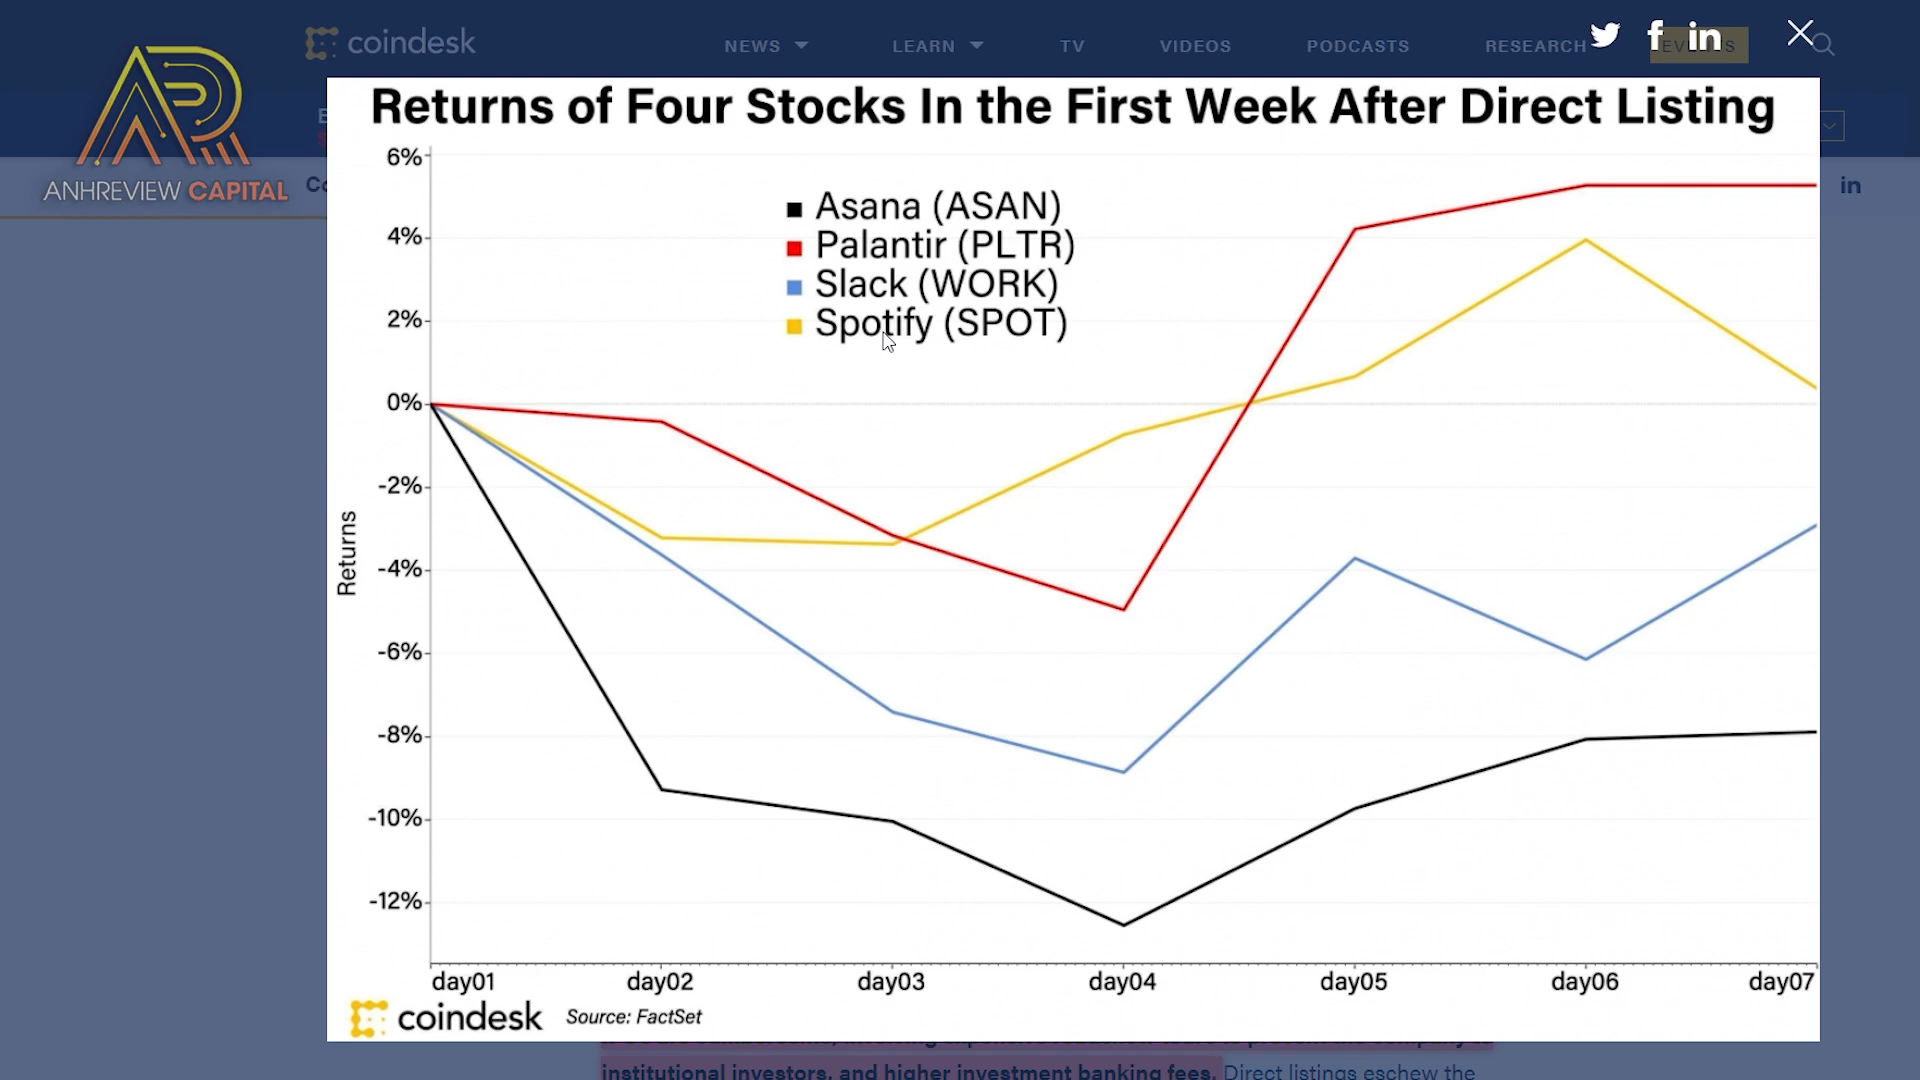 coindesk
NEWS
LEARN
TV
VIDEOS
PODCASTS
RESEARCH
EVENTS
f
in
ANHREVIEW CAPITAL
in
Returns of Four Stocks In the First Week After Direct Listing
Asana (ASAN)
Palantir (PLTR)
Slack (WORK)
Spotify (SPOT)
6%
4%
2%
0%
-2%
-4%
-6%
-8%
-10%
-12%
Returns
day01 day02 day03 day04 day05 day06 day07
coindesk Source: FactSet
institutional investors, and higher investment banking fees. Direct listings eschew the